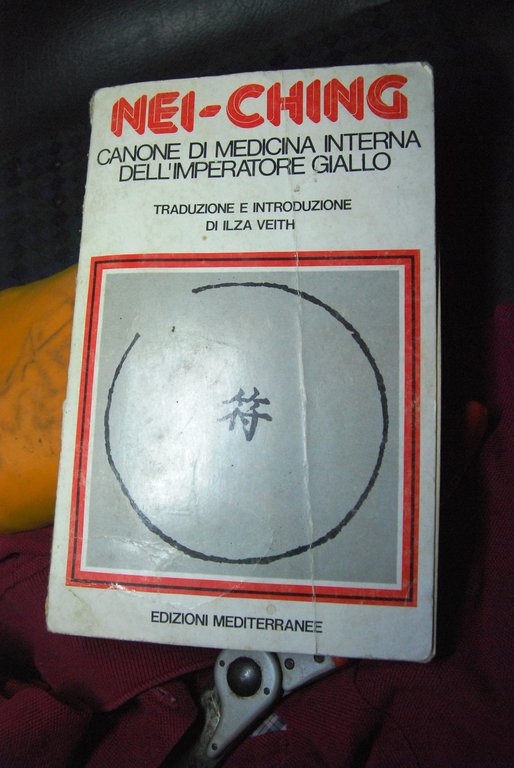 NEI-CHING
CANONE DI MEDICINA INTERNA
DELL'IMPERATORE GIALLO
TRADUZIONE E INTRODUZIONE
DI ILZA VEITH
符
EDIZIONI MEDITERRANEE